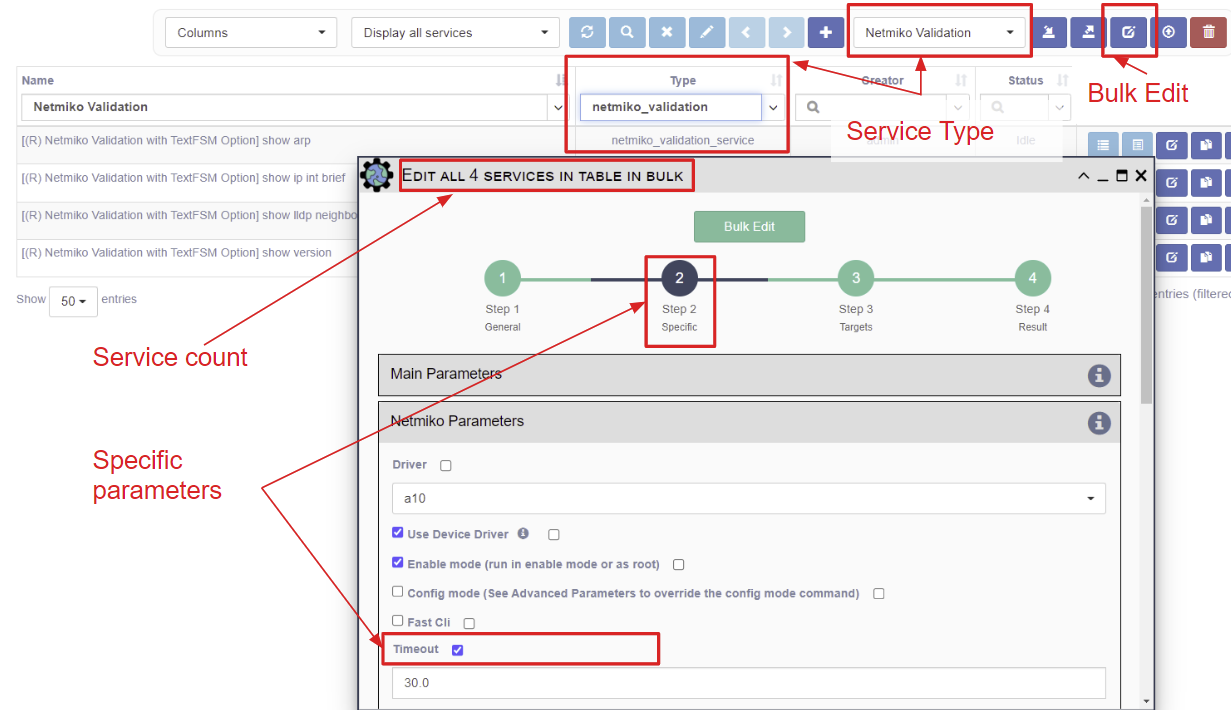 Columns
Display all services
Netmiko Validation
Bulk Edit
Name
Type
Creator
Status
Netmiko Validation
netmiko_validation
Service Type
[(R) Netmiko Validation with TextFSM Option] show arp
netmiko_validation_service
admin
Idle
[(R) Netmiko Validation with TextFSM Option] show ip int brief
[(R) Netmiko Validation with TextFSM Option] show lldp neighbo
[(R) Netmiko Validation with TextFSM Option] show version
Show 50 entries
entries (filtered
Edit all 4 services in table in bulk
Bulk Edit
1
2
3
4
Step 1
Step 2
Step 3
Step 4
General
Specific
Targets
Result
Service count
Main Parameters
Netmiko Parameters
Specific
parameters
Driver
a10
Use Device Driver
Enable mode (run in enable mode or as root)
Config mode (See Advanced Parameters to override the config mode command)
Fast Cli
Timeout
30.0